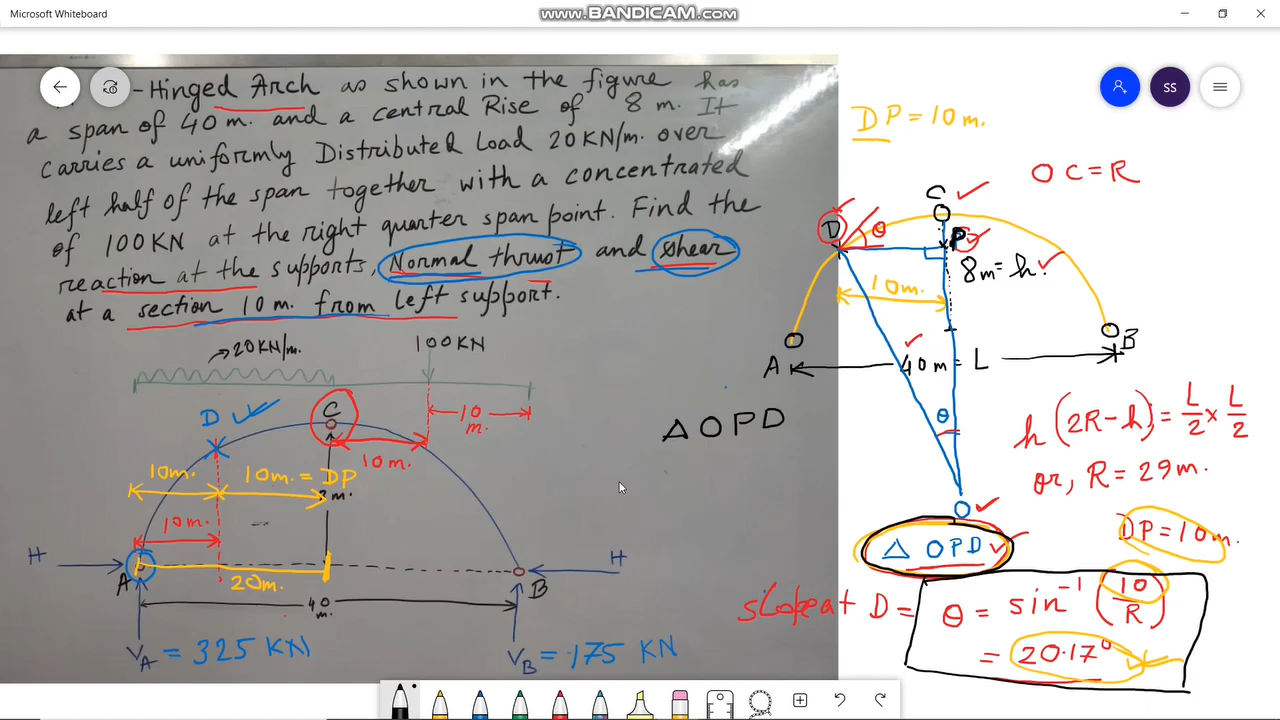 Microsoft Whiteboard
www.BANDICAM.com
-Hinged Arch as shown in the figure has
a span of 40 m. and a central Rise of 8 m. It
carries a uniformly Distributed Load 20 KN/m. over
left half of the span together with a concentrated
of 100 KN at the right quarter span point. Find the
reaction at the supports, Normal thrust and shear
at a section 10 m. from left support.
20 KN/m.
100 KN
D
C
10 m.
10m.
10m.
10m. = DP
m.
10 m.
H
H
A
B
20m.
40 m.
VA = 325 KN
VB = 175 KN
Δ OPD
SS
DP = 10 m.
OC = R
C
D
θ
P
8m = h
10 m.
A
B
40 m = L
θ
O
h (2R - h) = L/2 × L/2
or, R = 29 m.
Δ OPD
DP = 10 m.
slope at D = θ = sin⁻¹ (10/R)
= 20.17°